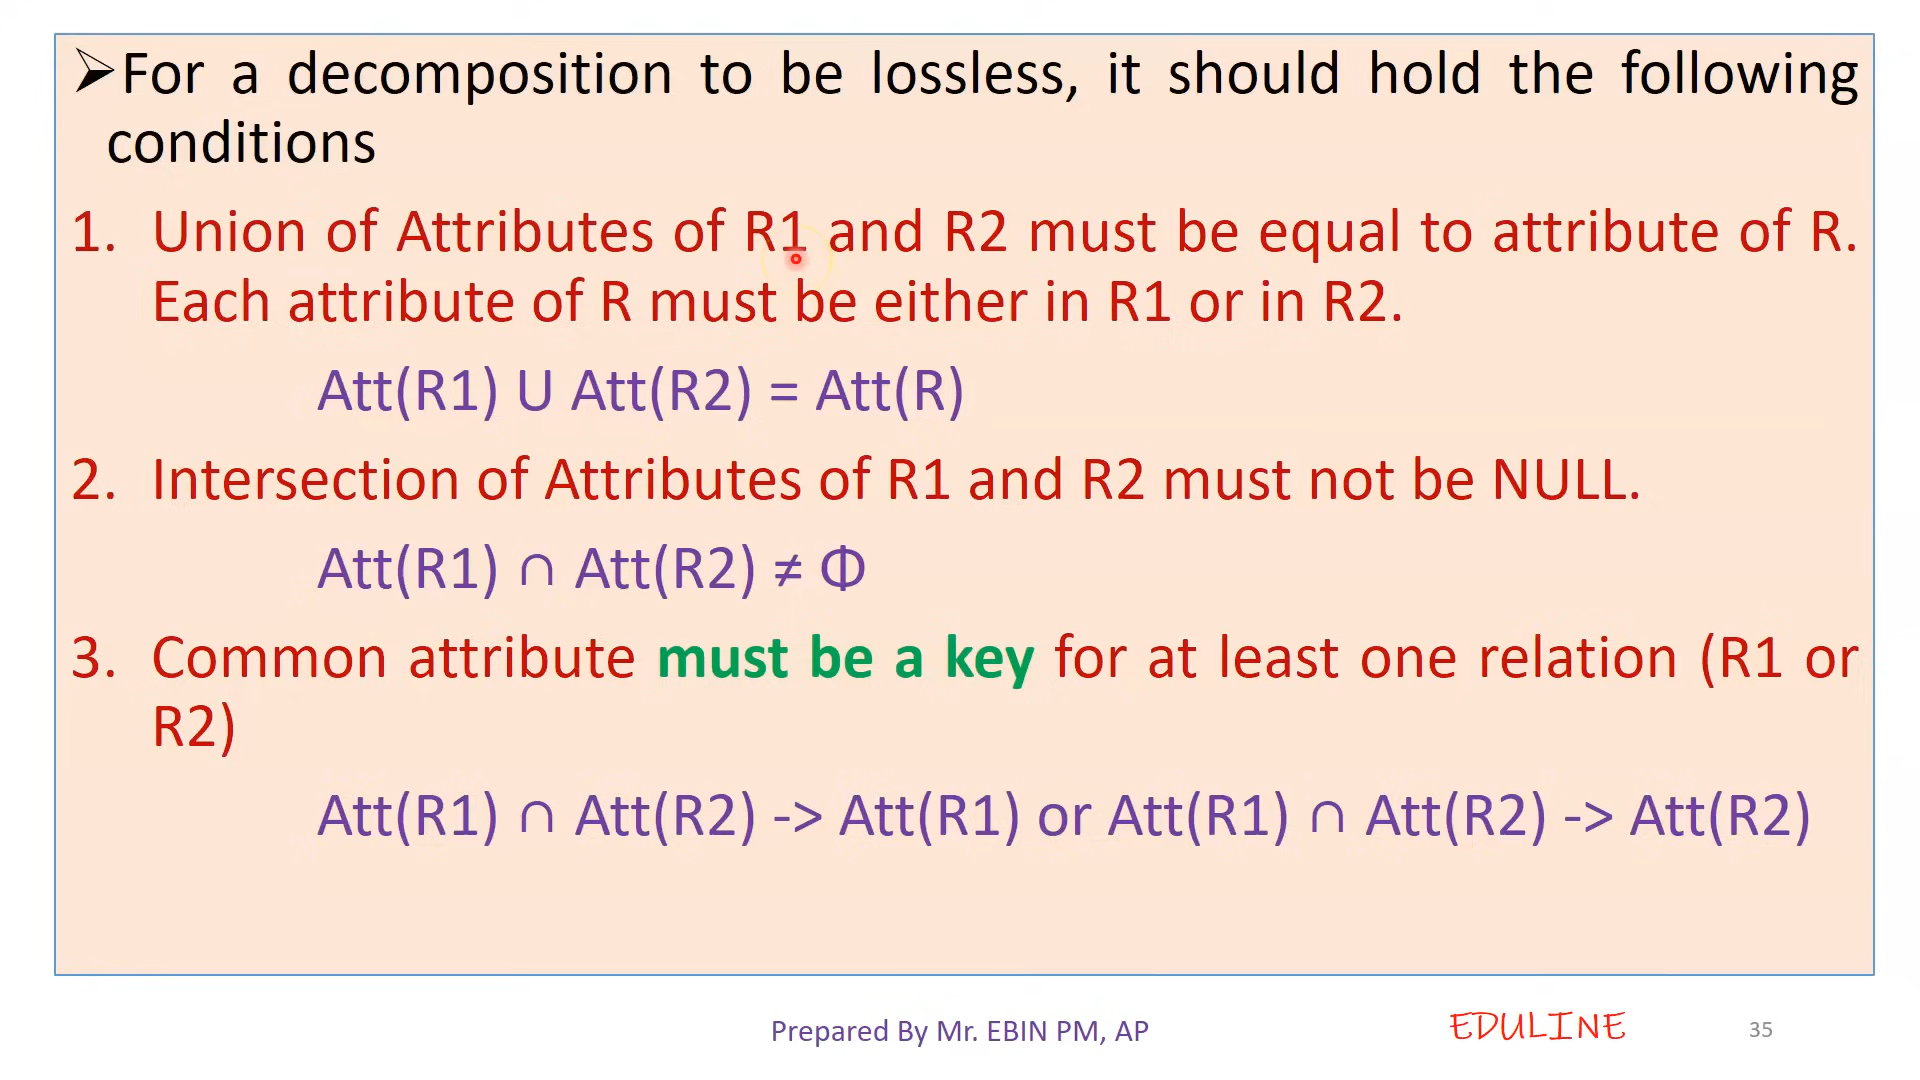 ➢For a decomposition to be lossless, it should hold the following
conditions
1. Union of Attributes of R1 and R2 must be equal to attribute of R.
Each attribute of R must be either in R1 or in R2.
Att(R1) U Att(R2) = Att(R)
2. Intersection of Attributes of R1 and R2 must not be NULL.
Att(R1) ∩ Att(R2) ≠ Φ
3. Common attribute must be a key for at least one relation (R1 or
R2)
Att(R1) ∩ Att(R2) -> Att(R1) or Att(R1) ∩ Att(R2) -> Att(R2)
Prepared By Mr. EBIN PM, AP
EDULINE
35